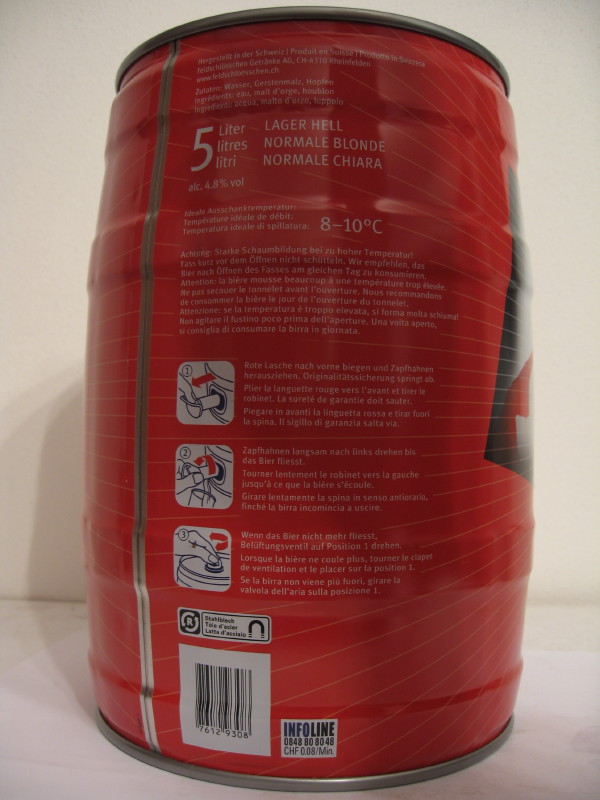 Hergestellt in der Schweiz | Produit en Suisse | Prodotto in Svizzera
Feldschlösschen Getränke AG, CH-4310 Rheinfelden
www.feldschloesschen.ch
Zutaten: Wasser, Gerstenmalz, Hopfen
Ingrédients: eau, malt d'orge, houblon
Ingredienti: acqua, malto d'orzo, luppolo
5 Liter
litres
litri
LAGER HELL
NORMALE BLONDE
NORMALE CHIARA
alc. 4.8% vol
Ideale Ausschanktemperatur:
Température idéale de débit:
Temperatura ideale di spillatura:
8–10°C
Achtung: Starke Schaumbildung bei zu hoher Temperatur!
Fass kurz vor dem Öffnen nicht schütteln. Wir empfehlen, das
Bier nach Öffnen des Fasses am gleichen Tag zu konsumieren.
Attention: la bière mousse beaucoup à une température trop élevée.
Ne pas secouer le tonnelet avant l'ouverture. Nous recommandons
de consommer la bière le jour de l'ouverture du tonnelet.
Attenzione: se la temperatura è troppo elevata, si forma molta schiuma!
Non agitare il fustino poco prima dell'apertura. Una volta aperto,
si consiglia di consumare la birra in giornata.
1
Rote Lasche nach vorne biegen und Zapfhahnen
herausziehen. Originalitätssicherung springt ab.
Plier la languette rouge vers l'avant et tirer le
robinet. La sureté de garantie doit sauter.
Piegare in avanti la linguetta rossa e tirar fuori
la spina. Il sigillo di garanzia salta via.
2
Zapfhahnen langsam nach links drehen bis
das Bier fliesst.
Tourner lentement le robinet vers la gauche
jusqu'à ce que la bière s'écoule.
Girare lentamente la spina in senso antiorario,
finché la birra incomincia a uscire.
3
Wenn das Bier nicht mehr fliesst,
Belüftungsventil auf Position 1 drehen.
Lorsque la bière ne coule plus, tourner le clapet
de ventilation et le placer sur la position 1.
Se la birra non viene più fuori, girare la
valvola dell'aria sulla posizione 1.
R
Stahlblech
Tôle d'acier
Latta d'acciaio
7612 9308
INFOLINE
0848 80 80 48
CHF 0.08/Min.